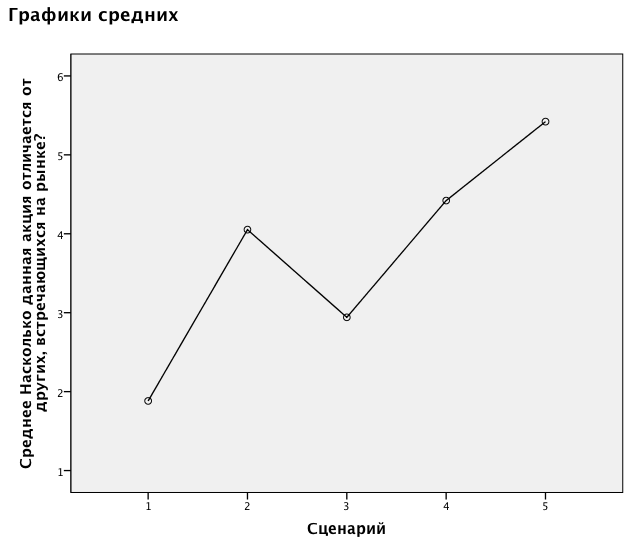 Графики средних
Среднее Насколько данная акция отличается от
других, встречающихся на рынке?
6
5
4
3
2
1
1 2 3 4 5
Сценарий